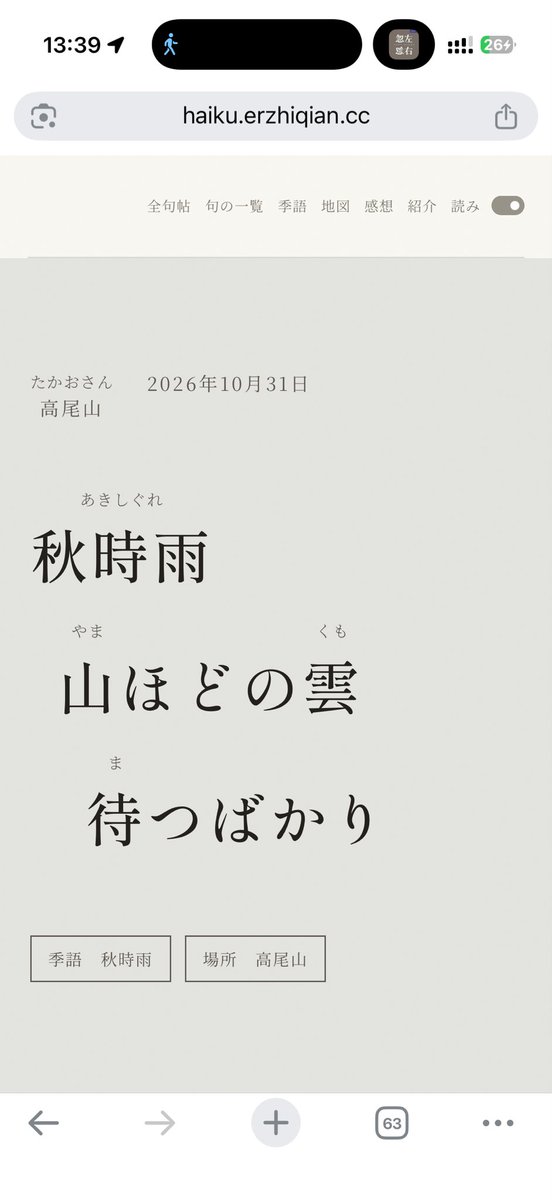 13:39
忽左
忽右
26
haiku.erzhiqian.cc
全句帖 句の一覧 季語 地図 感想 紹介 読み
たかおさん
高尾山 2026年10月31日
あきしぐれ
秋時雨
やま くも
山ほどの雲
ま
待つばかり
季語 秋時雨 場所 高尾山
63